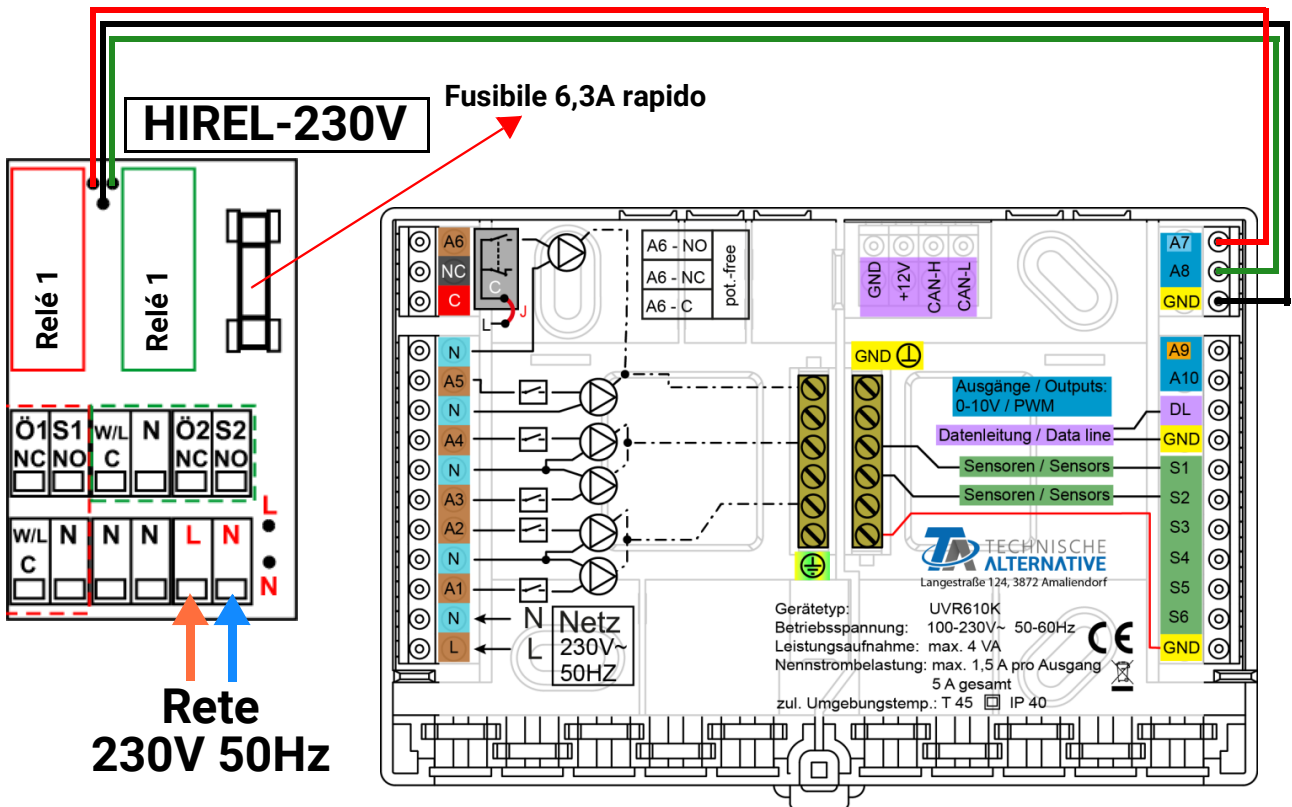 Fusibile 6,3A rapido
HIREL-230V
Relé 1
Relé 1
Ö1 S1 W/L N Ö2 S2
NC NO C NC NO
W/L N N N L N
C
L
N
Rete
230V 50Hz
A6
NC
C
N
A5
N
A4
N
A3
A2
N
A1
N
L
C
J
L
A6 - NO
A6 - NC
A6 - C
pot.-free
N Netz
L 230V~
50HZ
GND
+12V
CAN-H
CAN-L
GND
Ausgänge / Outputs:
0-10V / PWM
Datenleitung / Data line
Sensoren / Sensors
Sensoren / Sensors
A7
A8
GND
A9
A10
DL
GND
S1
S2
S3
S4
S5
S6
GND
TA TECHNISCHE
ALTERNATIVE
Langestraße 124, 3872 Amaliendorf
Gerätetyp: UVR610K
Betriebsspannung: 100-230V~ 50-60Hz
Leistungsaufnahme: max. 4 VA
Nennstrombelastung: max. 1,5 A pro Ausgang
5 A gesamt
zul. Umgebungstemp.: T 45 IP 40
CE